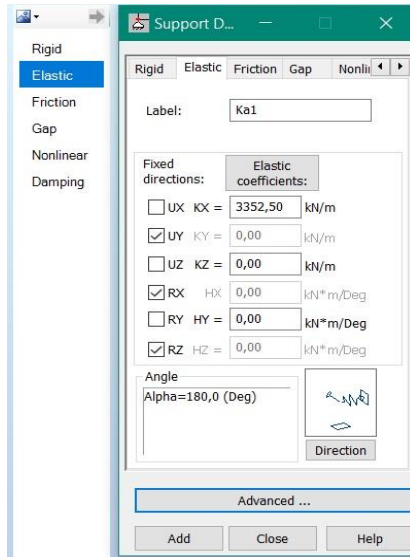 Support D...
Rigid
Elastic
Friction
Gap
Nonlinear
Damping
Rigid Elastic Friction Gap Nonli
Label: Ka1
Fixed directions:
Elastic coefficients:
UX KX = 3352,50 kN/m
UY KY = 0,00 kN/m
UZ KZ = 0,00 kN/m
RX HX 0,00 kN*m/Deg
RY HY = 0,00 kN*m/Deg
RZ HZ = 0,00 kN*m/Deg
Angle
Alpha=180,0 (Deg)
Direction
Advanced ...
Add Close Help